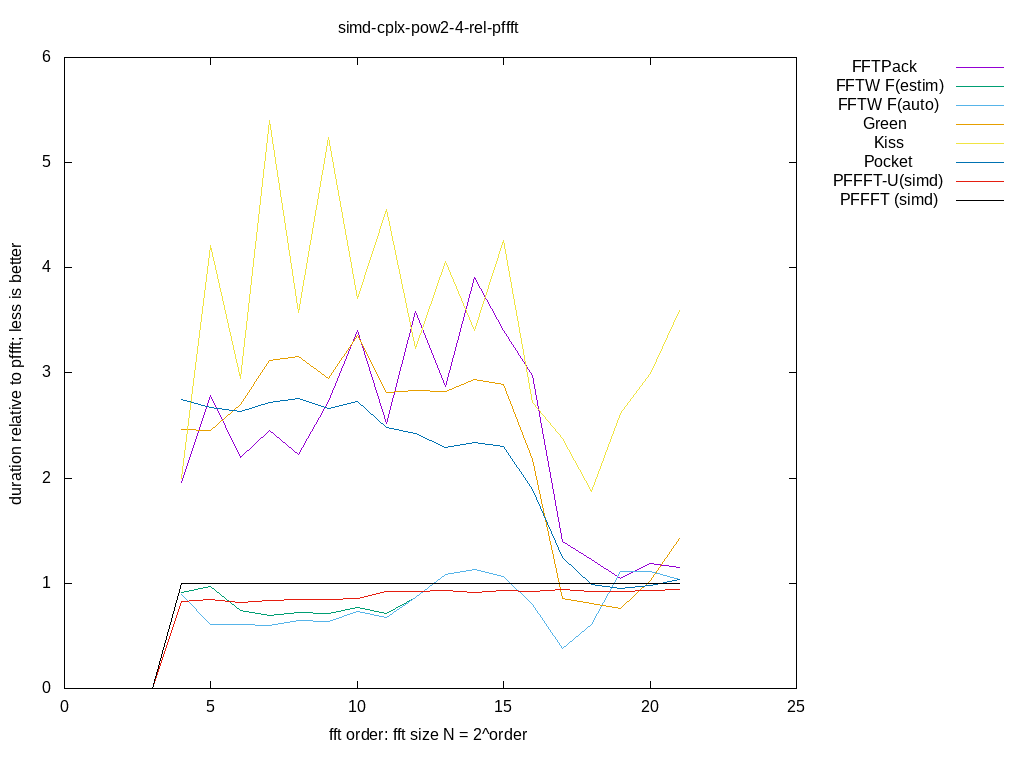 simd-cplx-pow2-4-rel-pffft
6
5
4
3
2
1
0
duration relative to pffft; less is better
0 5 10 15 20 25
fft order: fft size N = 2^order
FFTPack
FFTW F(estim)
FFTW F(auto)
Green
Kiss
Pocket
PFFFT-U(simd)
PFFFT (simd)